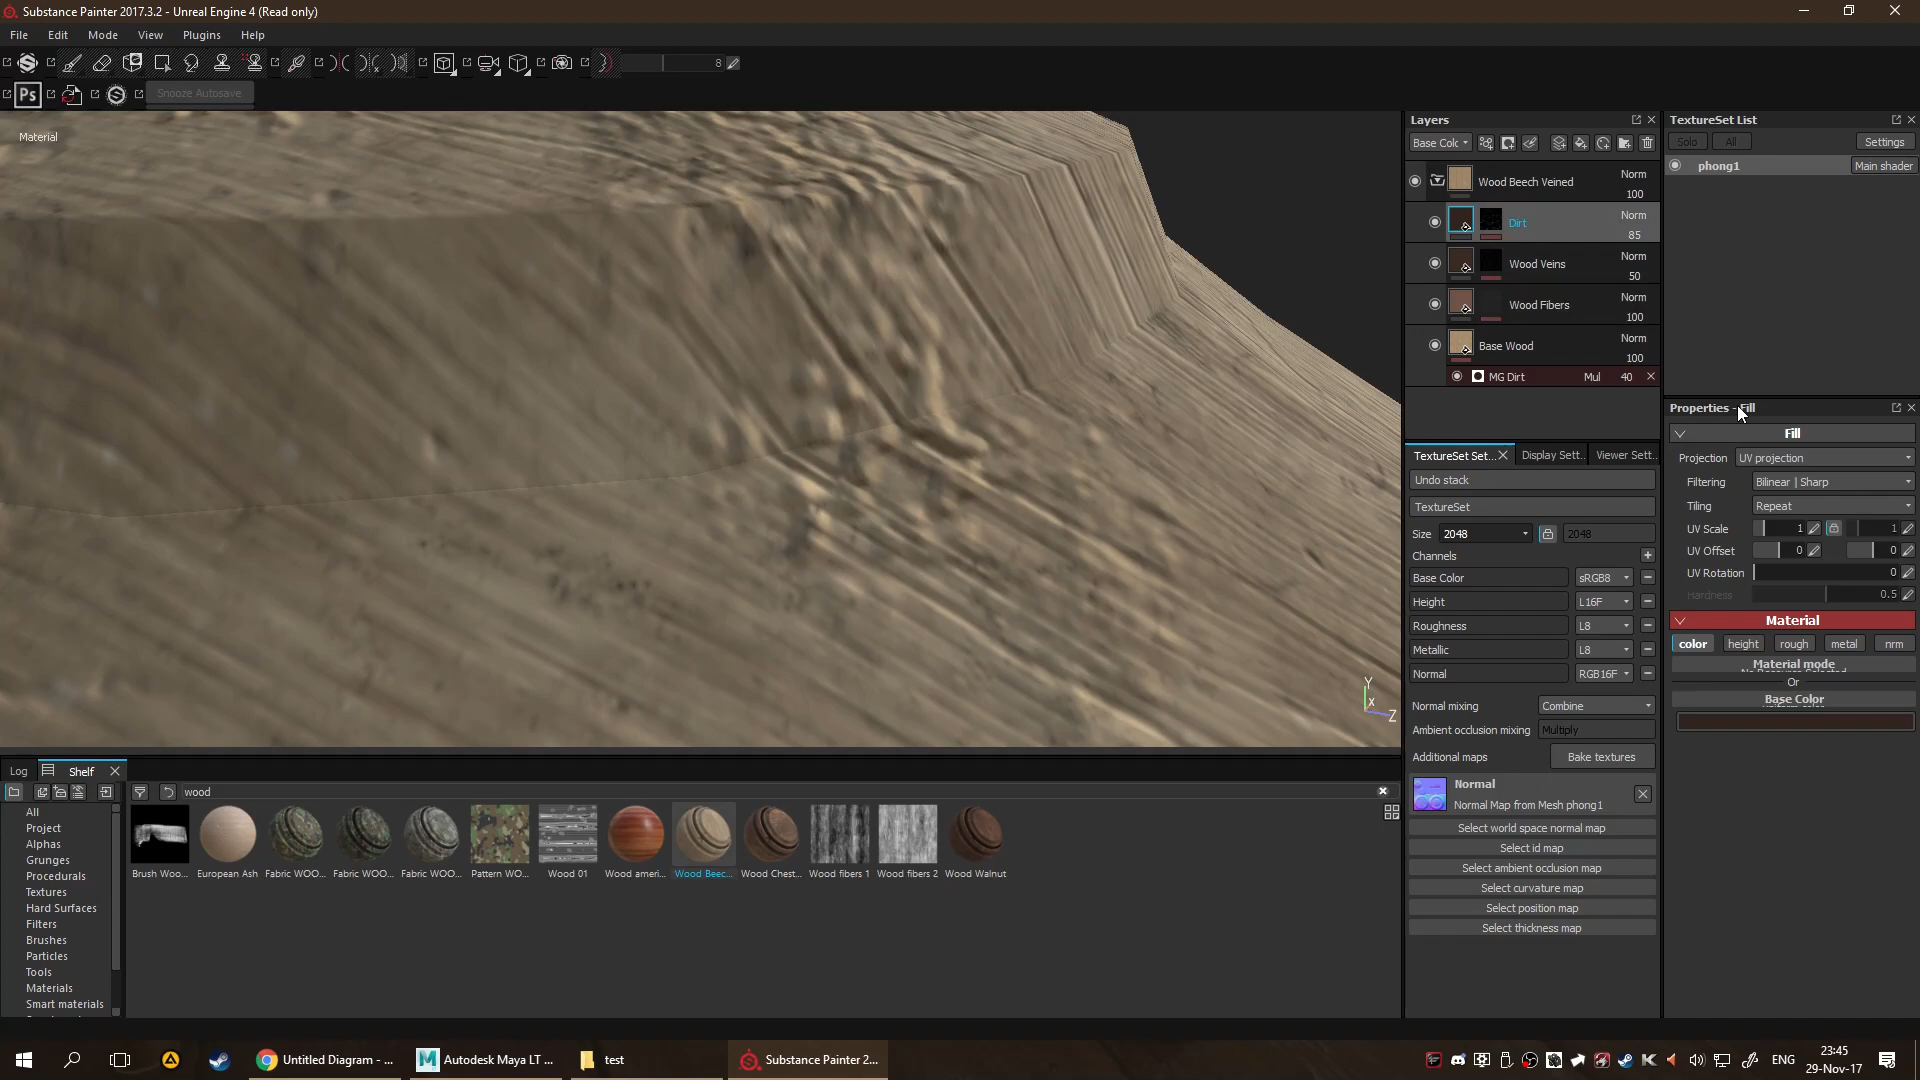 Substance Painter 2017.3.2 - Unreal Engine 4 (Read only)
File Edit Mode View Plugins Help
8
Ps Snooze Autosave
Material
Y
X
Z
Layers
Base Colc
Wood Beech Veined Norm 100
Dirt Norm 85
Wood Veins Norm 50
Wood Fibers Norm 100
Base Wood Norm 100
MG Dirt Mul 40
TextureSet Set... Display Sett... Viewer Sett...
Undo stack
TextureSet
Size 2048 2048
Channels
Base Color sRGB8
Height L16F
Roughness L8
Metallic L8
Normal RGB16F
Normal mixing Combine
Ambient occlusion mixing Multiply
Additional maps Bake textures
Normal
Normal Map from Mesh phong1
Select world space normal map
Select id map
Select ambient occlusion map
Select curvature map
Select position map
Select thickness map
TextureSet List
Solo All Settings
phong1 Main shader
Properties - Fill
Fill
Projection UV projection
Filtering Bilinear | Sharp
Tiling Repeat
UV Scale 1 1
UV Offset 0 0
UV Rotation 0
Hardness 0.5
Material
color height rough metal nrm
Material mode
No Resource Selected
Or
Base Color
uniform color
Log Shelf
wood
All
Project
Alphas
Grunges
Procedurals
Textures
Hard Surfaces
Filters
Brushes
Particles
Tools
Materials
Smart materials
Brush Woo... European Ash Fabric WOO... Fabric WOO... Fabric WOO... Pattern WO... Wood 01 Wood ameri... Wood Beec... Wood Chest... Wood fibers 1 Wood fibers 2 Wood Walnut
Untitled Diagram - ... Autodesk Maya LT ... test Substance Painter 2... ENG 23:45
29-Nov-17